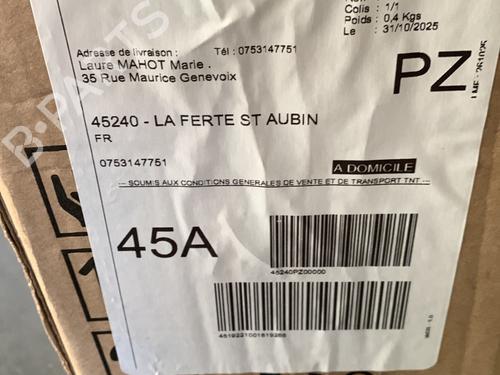 Colis : 1/1
Poids : 0,4 Kgs
Le : 31/10/2025
Adresse de livraison : Tél : 0753147751
Laure MAHOT Marie .
35 Rue Maurice Genevoix
PZ
45240 - LA FERTE ST AUBIN
FR
0753147751
A DOMICILE
--- SOUMIS AUX CONDITIONS GENERALES DE VENTE ET DE TRANSPORT TNT ---
45A
45240PZ00000
B-PARTS